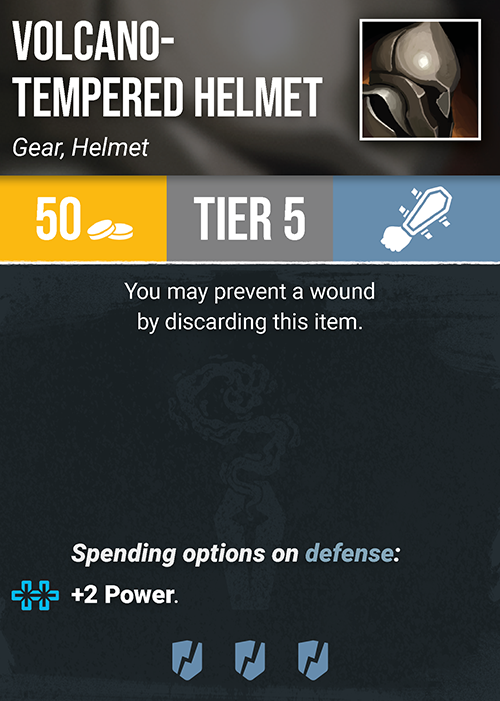 VOLCANO-
TEMPERED HELMET
Gear, Helmet
50
TIER 5
You may prevent a wound
by discarding this item.
Spending options on defense:
+2 Power.